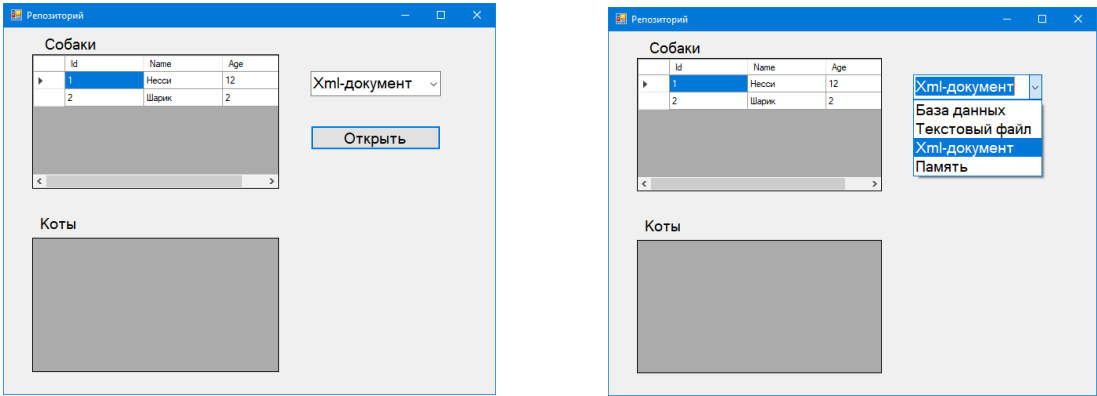 Репозиторий
Собаки
Id Name Age
1 Несси 12
2 Шарик 2
Xml-документ
Открыть
Коты
Репозиторий
Собаки
Id Name Age
1 Несси 12
2 Шарик 2
Xml-документ
База данных
Текстовый файл
Xml-документ
Память
Коты